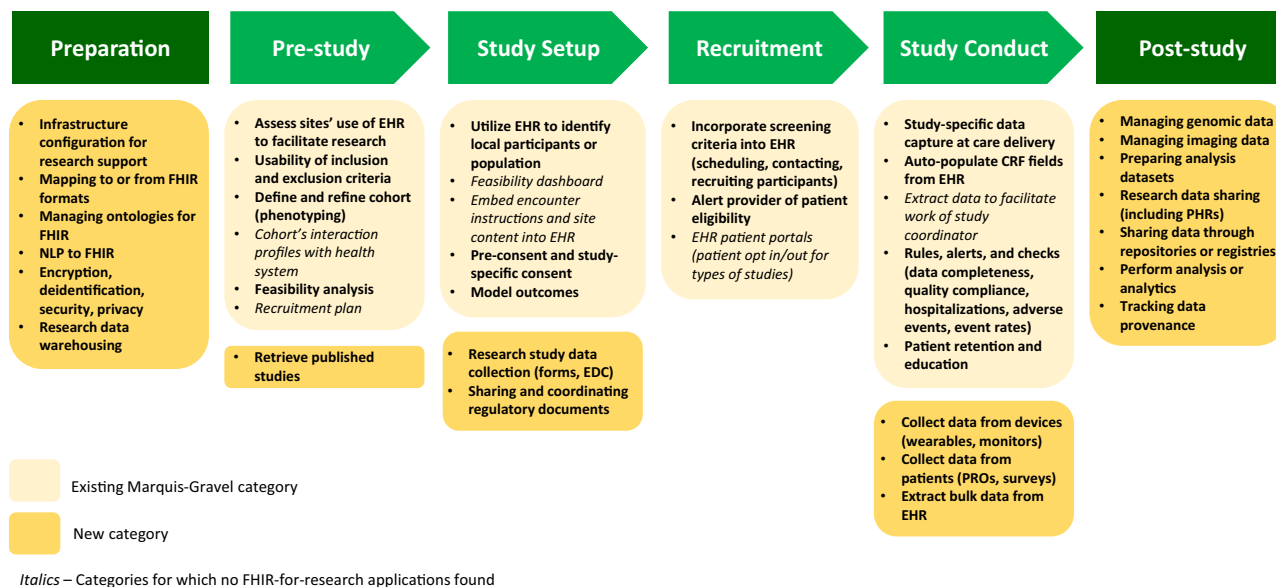 Preparation
Pre-study
Study Setup
Recruitment
Study Conduct
Post-study
• Infrastructure
configuration for
research support
• Mapping to or from FHIR
formats
• Managing ontologies for
FHIR
• NLP to FHIR
• Encryption,
deidentification,
security, privacy
• Research data
warehousing
• Assess sites' use of EHR
to facilitate research
• Usability of inclusion
and exclusion criteria
• Define and refine cohort
(phenotyping)
• Cohort's interaction
profiles with health
system
• Feasibility analysis
• Recruitment plan
• Retrieve published
studies
• Utilize EHR to identify
local participants or
population
• Feasibility dashboard
• Embed encounter
instructions and site
content into EHR
• Pre-consent and study-
specific consent
• Model outcomes
• Research study data
collection (forms, EDC)
• Sharing and coordinating
regulatory documents
• Incorporate screening
criteria into EHR
(scheduling, contacting,
recruiting participants)
• Alert provider of patient
eligibility
• EHR patient portals
(patient opt in/out for
types of studies)
• Study-specific data
capture at care delivery
• Auto-populate CRF fields
from EHR
• Extract data to facilitate
work of study
coordinator
• Rules, alerts, and checks
(data completeness,
quality compliance,
hospitalizations, adverse
events, event rates)
• Patient retention and
education
• Collect data from devices
(wearables, monitors)
• Collect data from
patients (PROs, surveys)
• Extract bulk data from
EHR
• Managing genomic data
• Managing imaging data
• Preparing analysis
datasets
• Research data sharing
(including PHRs)
• Sharing data through
repositories or registries
• Perform analysis or
analytics
• Tracking data
provenance
Existing Marquis-Gravel category
New category
Italics – Categories for which no FHIR-for-research applications found